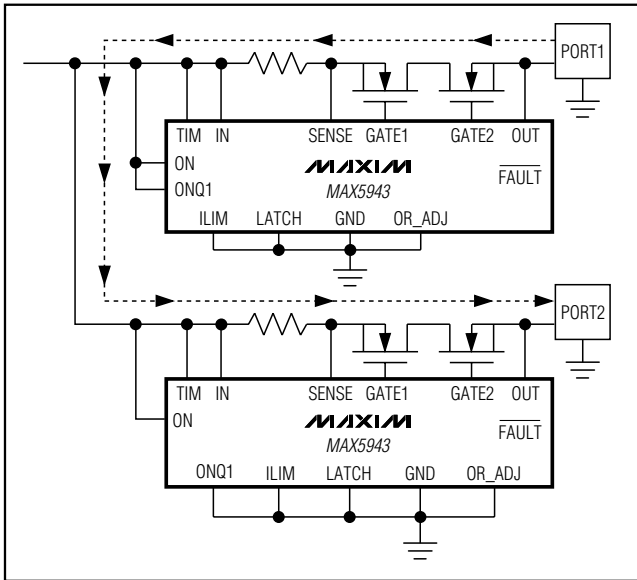 PORT1
TIM IN SENSE GATE1 GATE2 OUT
ON MAXIM FAULT
ONQ1 MAX5943
ILIM LATCH GND OR_ADJ
PORT2
TIM IN SENSE GATE1 GATE2 OUT
ON MAXIM FAULT
MAX5943
ONQ1 ILIM LATCH GND OR_ADJ